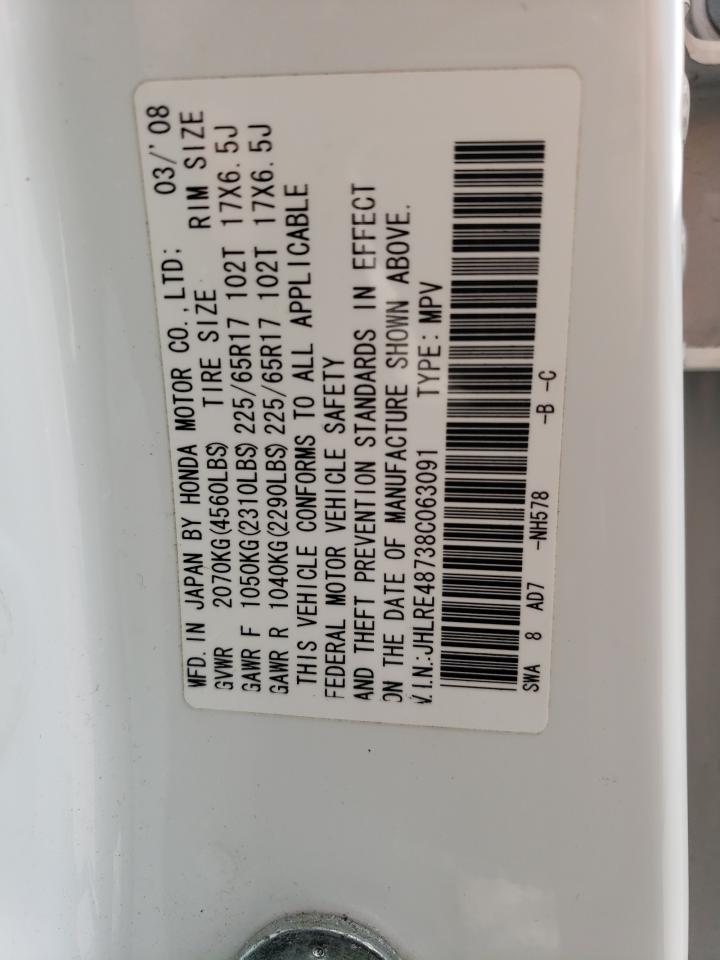 MFD. IN JAPAN BY HONDA MOTOR CO., LTD; 03/'08
GVWR 2070KG(4560LBS) TIRE SIZE RIM SIZE
GAWR F 1050KG(2310LBS) 225/65R17 102T 17X6.5J
GAWR R 1040KG(2290LBS) 225/65R17 102T 17X6.5J
THIS VEHICLE CONFORMS TO ALL APPLICABLE
FEDERAL MOTOR VEHICLE SAFETY
AND THEFT PREVENTION STANDARDS IN EFFECT
ON THE DATE OF MANUFACTURE SHOWN ABOVE.
V.I.N.:JHLRE48738C063091 TYPE: MPV
SWA 8 AD7 -NH578 -B -C